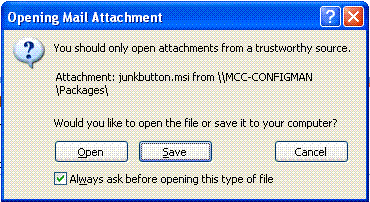 Opening Mail Attachment
You should only open attachments from a trustworthy source.
Attachment: junkbutton.msi from \\MCC-CONFIGMAN
\Packages\
Would you like to open the file or save it to your computer?
Open Save Cancel
Always ask before opening this type of file